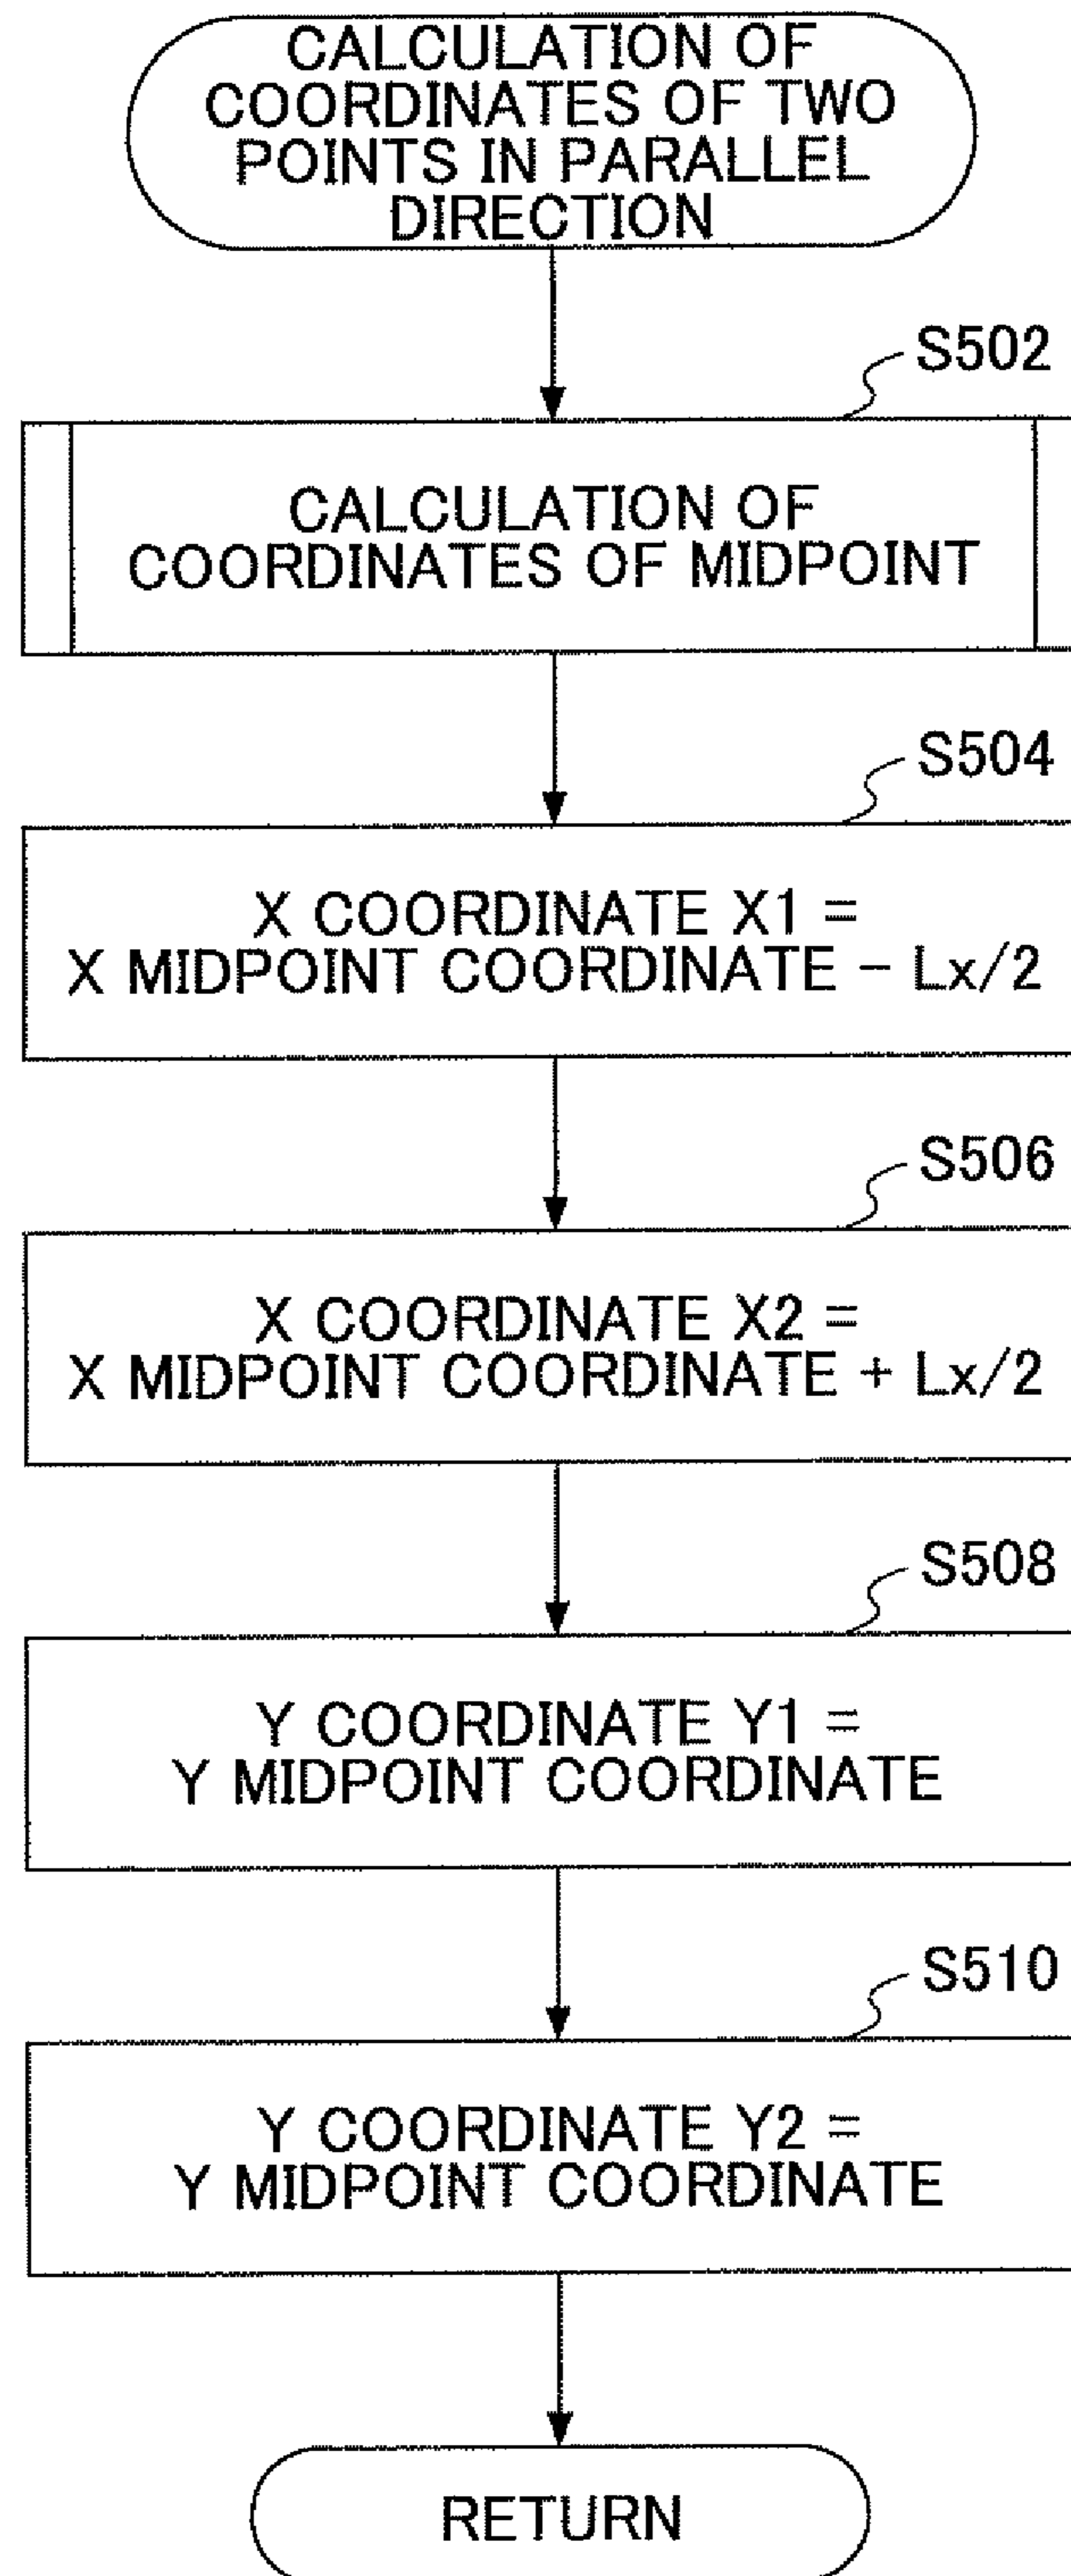 CALCULATION OF
COORDINATES OF TWO
POINTS IN PARALLEL
DIRECTION
S502
CALCULATION OF
COORDINATES OF MIDPOINT
S504
X COORDINATE X1 =
X MIDPOINT COORDINATE - Lx/2
S506
X COORDINATE X2 =
X MIDPOINT COORDINATE + Lx/2
S508
Y COORDINATE Y1 =
Y MIDPOINT COORDINATE
S510
Y COORDINATE Y2 =
Y MIDPOINT COORDINATE
RETURN